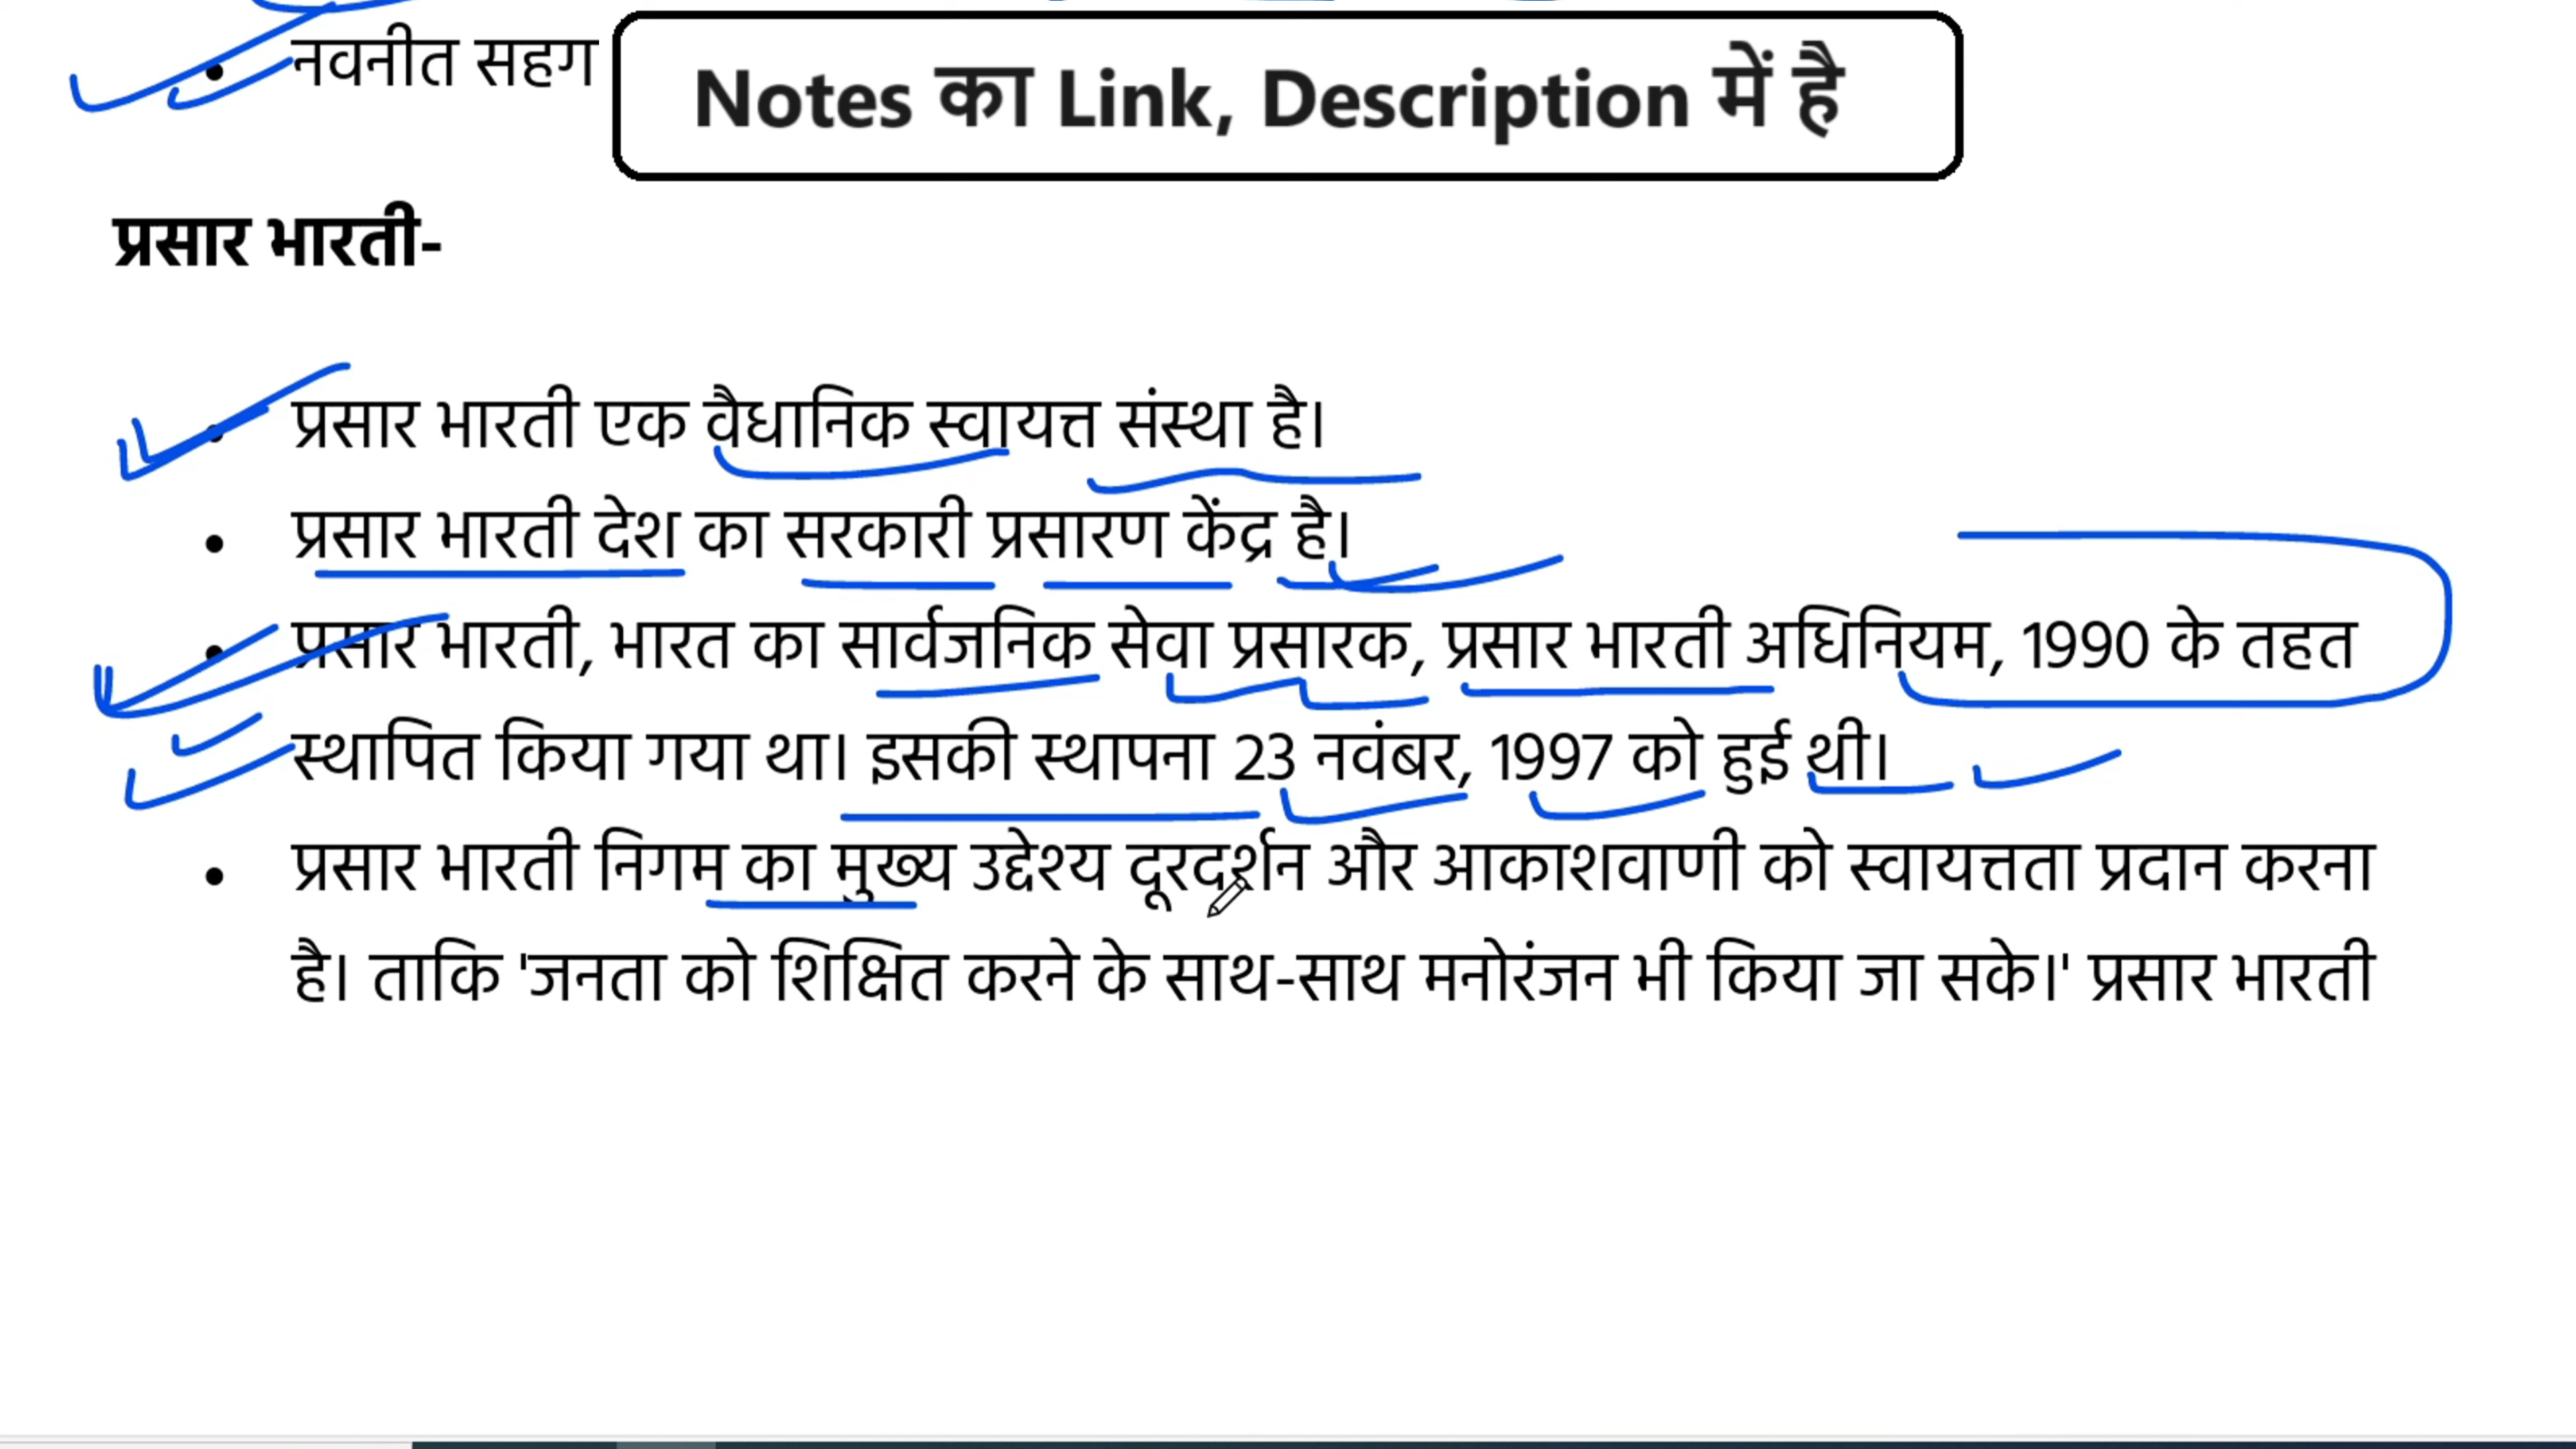 नवनीत सहग
Notes का Link, Description में है
प्रसार भारती-
• प्रसार भारती एक वैधानिक स्वायत्त संस्था है।
• प्रसार भारती देश का सरकारी प्रसारण केंद्र है।
• प्रसार भारती, भारत का सार्वजनिक सेवा प्रसारक, प्रसार भारती अधिनियम, 1990 के तहत
स्थापित किया गया था। इसकी स्थापना 23 नवंबर, 1997 को हुई थी।
• प्रसार भारती निगम का मुख्य उद्देश्य दूरदर्शन और आकाशवाणी को स्वायत्तता प्रदान करना
है। ताकि 'जनता को शिक्षित करने के साथ-साथ मनोरंजन भी किया जा सके।' प्रसार भारती